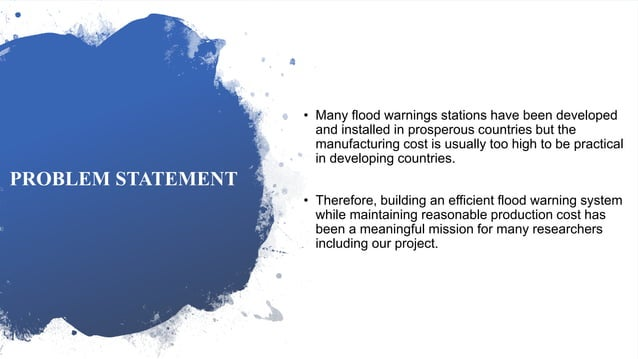 PROBLEM STATEMENT
• Many flood warnings stations have been developed
and installed in prosperous countries but the
manufacturing cost is usually too high to be practical
in developing countries.
• Therefore, building an efficient flood warning system
while maintaining reasonable production cost has
been a meaningful mission for many researchers
including our project.